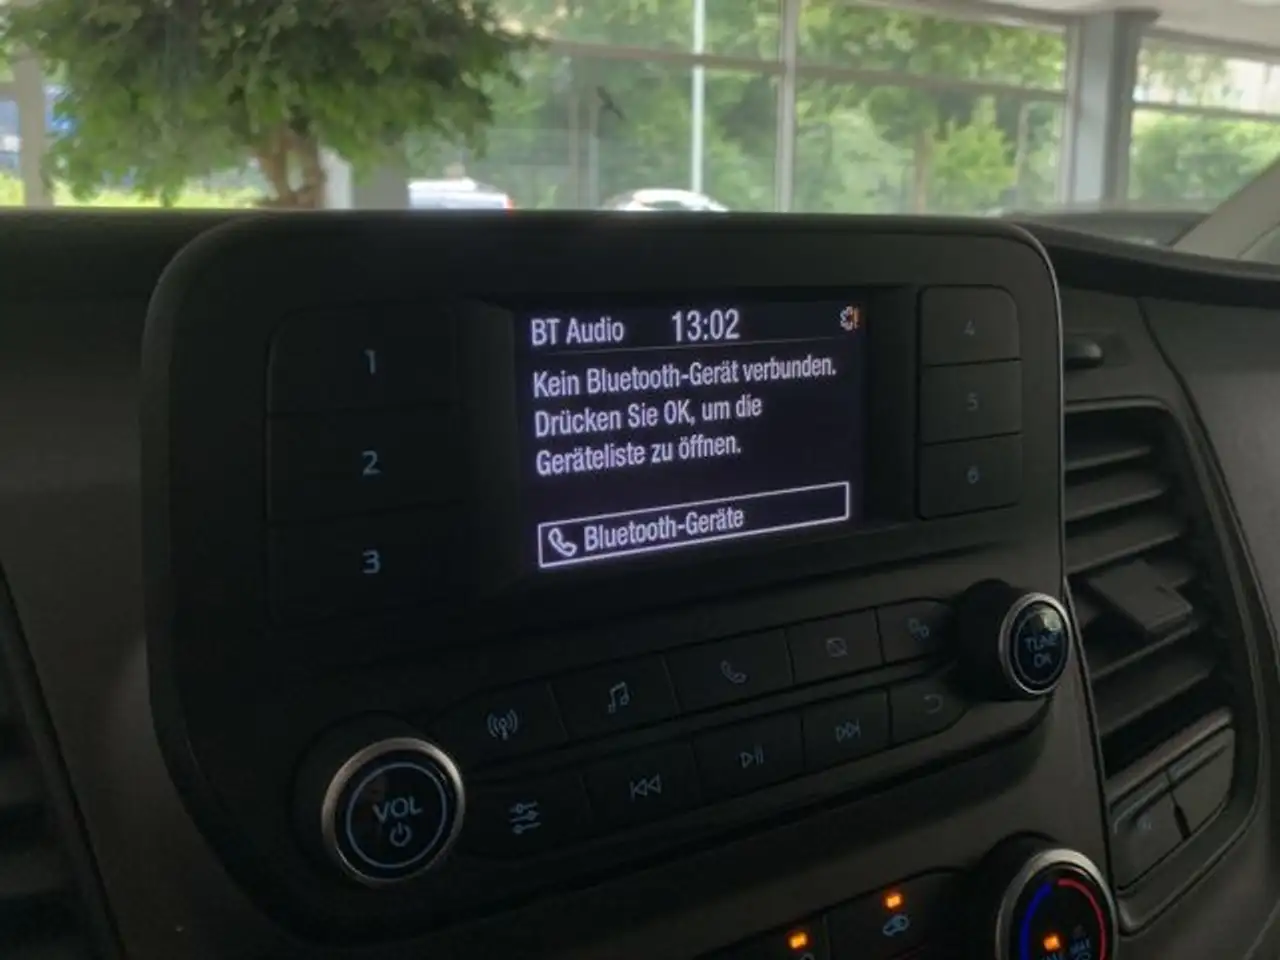 BT Audio 13:02
Kein Bluetooth-Gerät verbunden.
Drücken Sie OK, um die
Geräteliste zu öffnen.
Bluetooth-Geräte
1
2
3
4
5
6
TUNE
OK
VOL
MAX